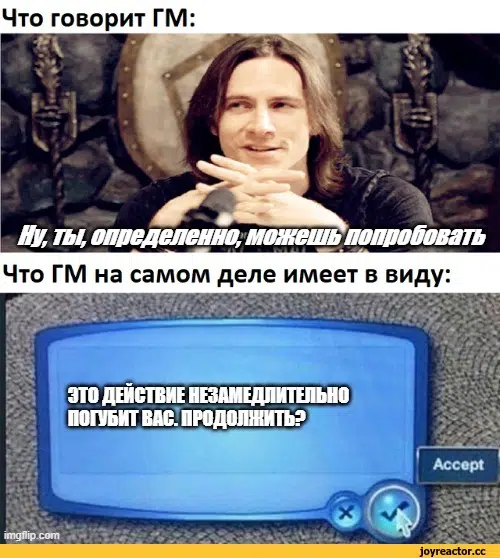 Что говорит ГМ:
Ну, ты, определенно, можешь попробовать
Что ГМ на самом деле имеет в виду:
ЭТО ДЕЙСТВИЕ НЕЗАМЕДЛИТЕЛЬНО
ПОГУБИТ ВАС. ПРОДОЛЖИТЬ?
Accept
imgflip.com
joyreactor.cc